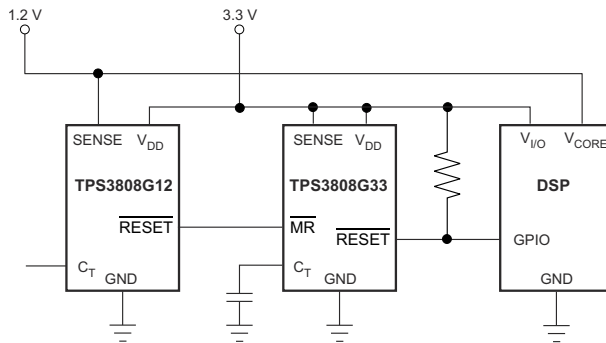 1.2 V 3.3 V
SENSE V_DD SENSE V_DD V_I/O V_CORE
TPS3808G12 TPS3808G33 DSP
RESET MR
RESET GPIO
C_T C_T
GND GND GND